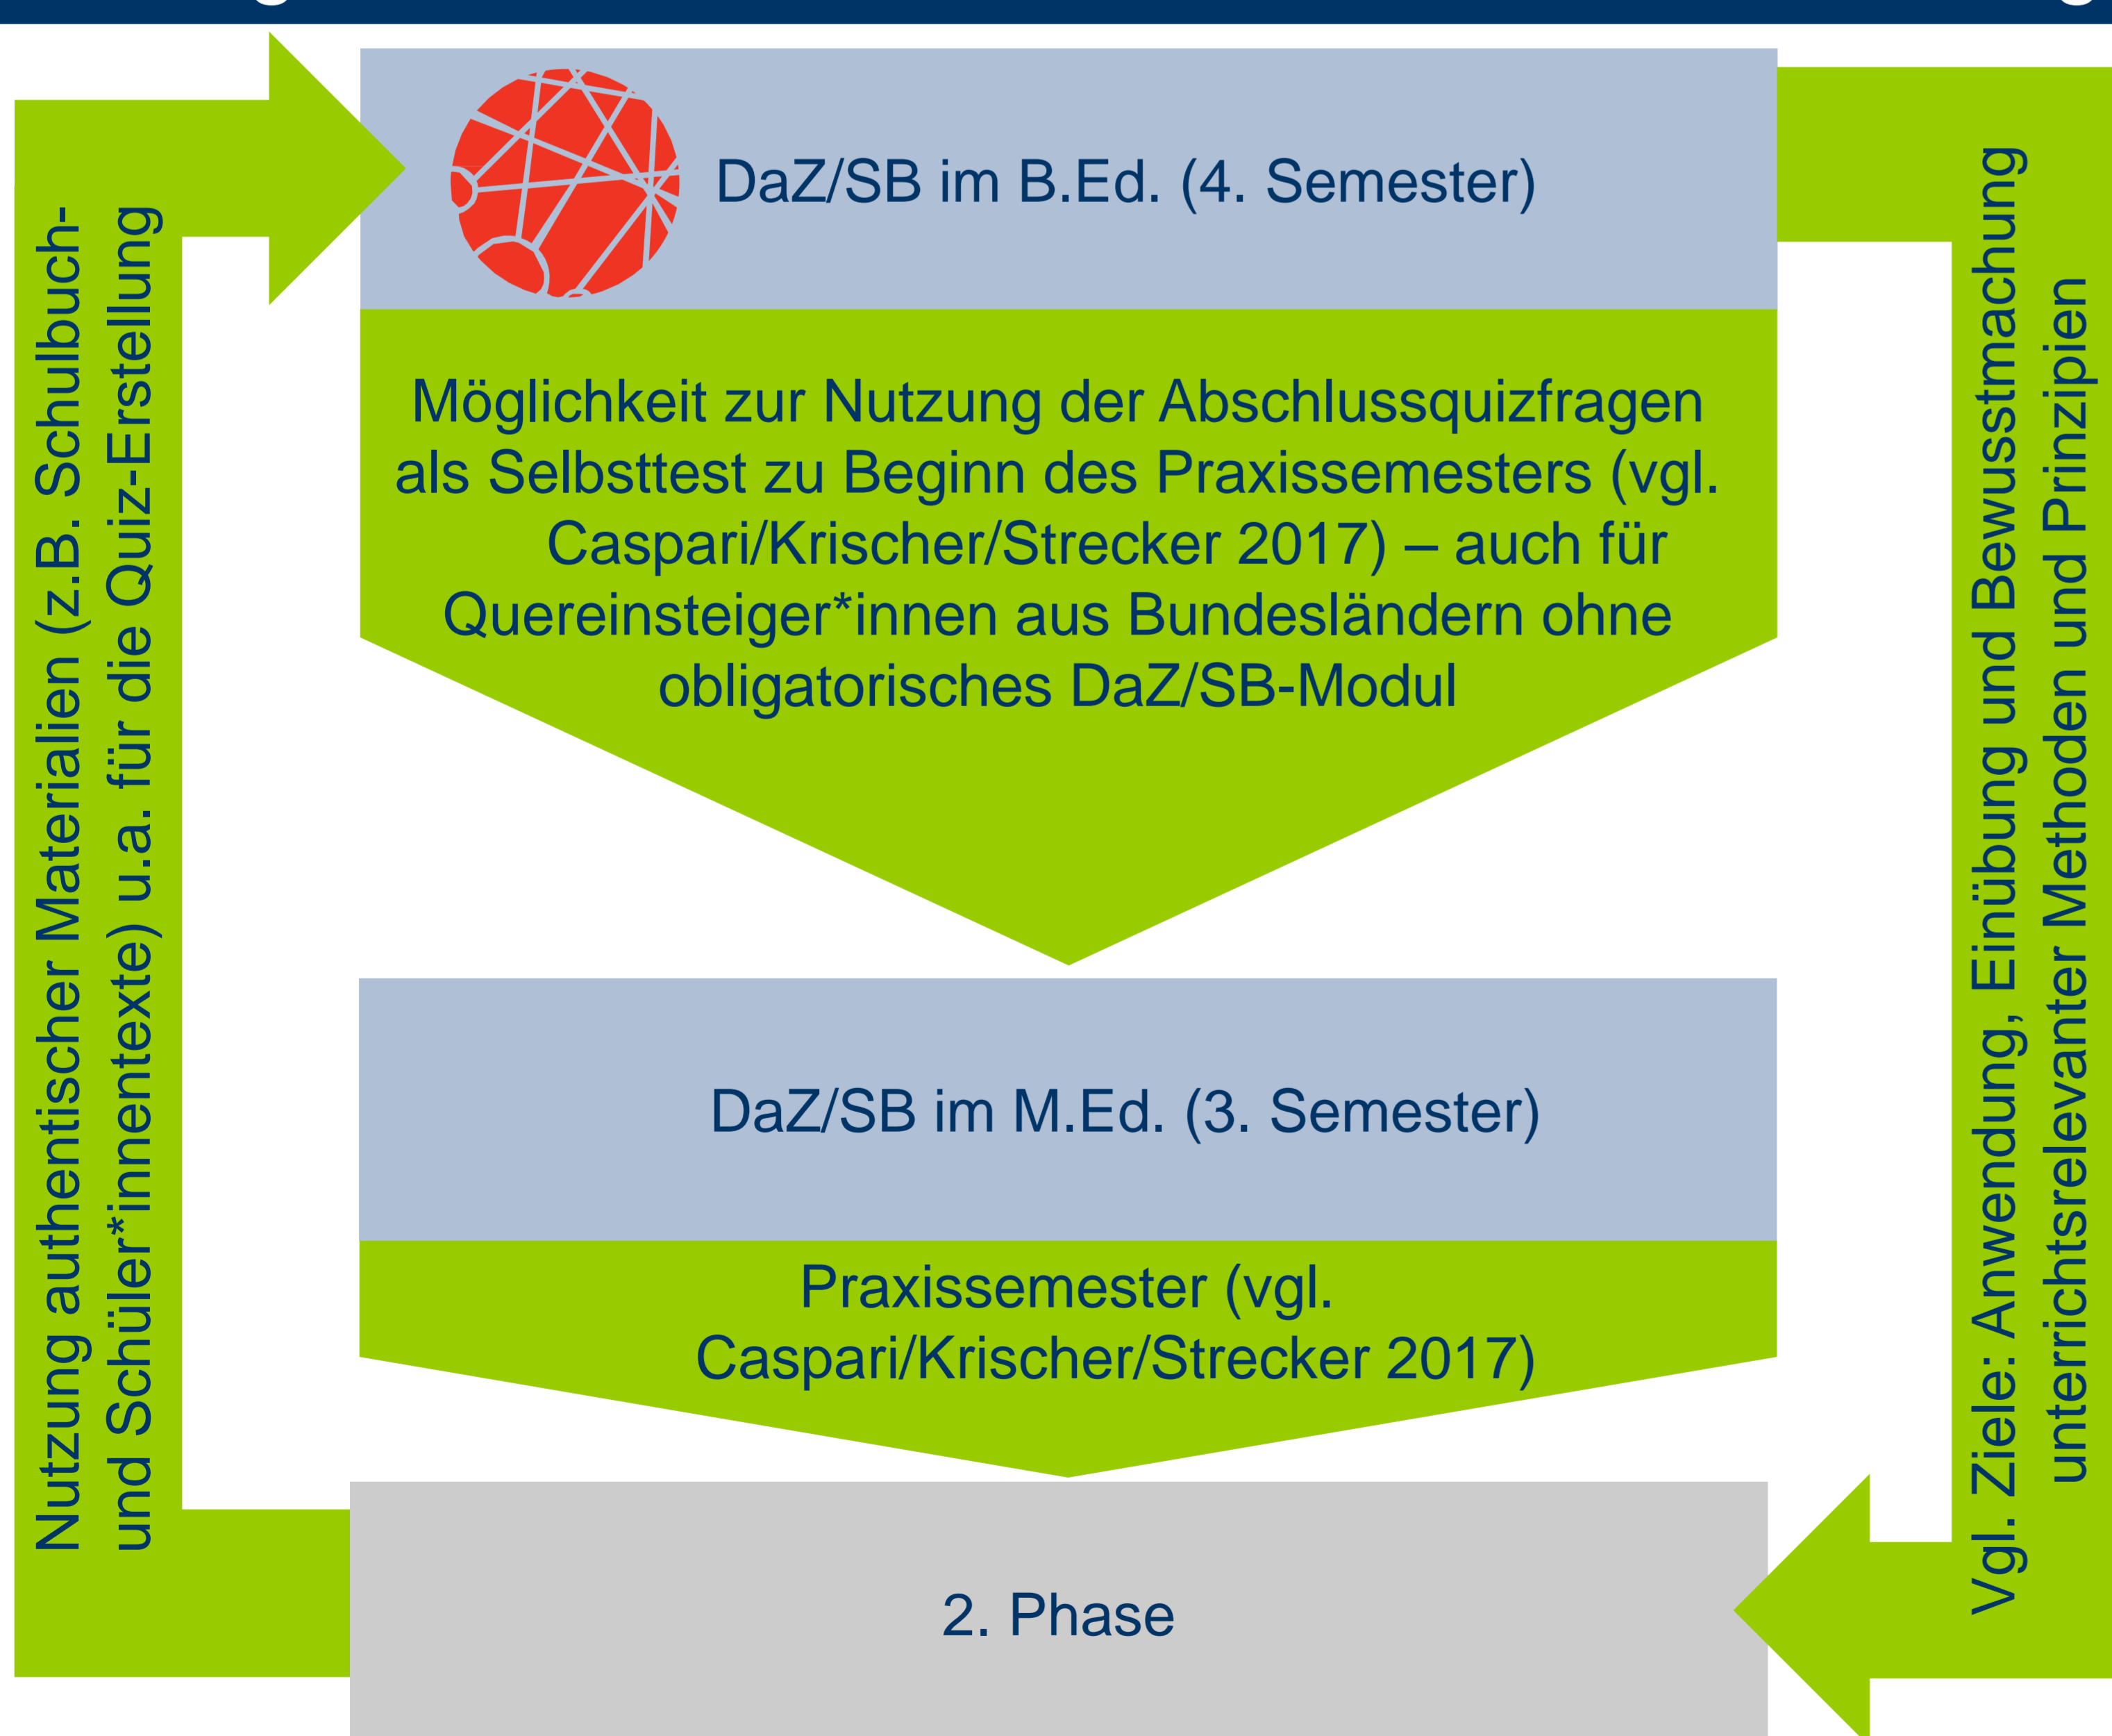 DaZ/SB im B.Ed. (4. Semester)
Möglichkeit zur Nutzung der Abschlussquizfragen
als Selbsttest zu Beginn des Praxissemesters (vgl.
Caspari/Krischer/Strecker 2017) – auch für
Quereinsteiger*innen aus Bundesländern ohne
obligatorisches DaZ/SB-Modul
DaZ/SB im M.Ed. (3. Semester)
Praxissemester (vgl.
Caspari/Krischer/Strecker 2017)
2. Phase
Nutzung authentischer Materialien (z.B. Schulbuch-
und Schüler*innentexte) u.a. für die Quiz-Erstellung
Vgl. Ziele: Anwendung, Einübung und Bewusstmachung
unterrichtsrelevanter Methoden und Prinzipien